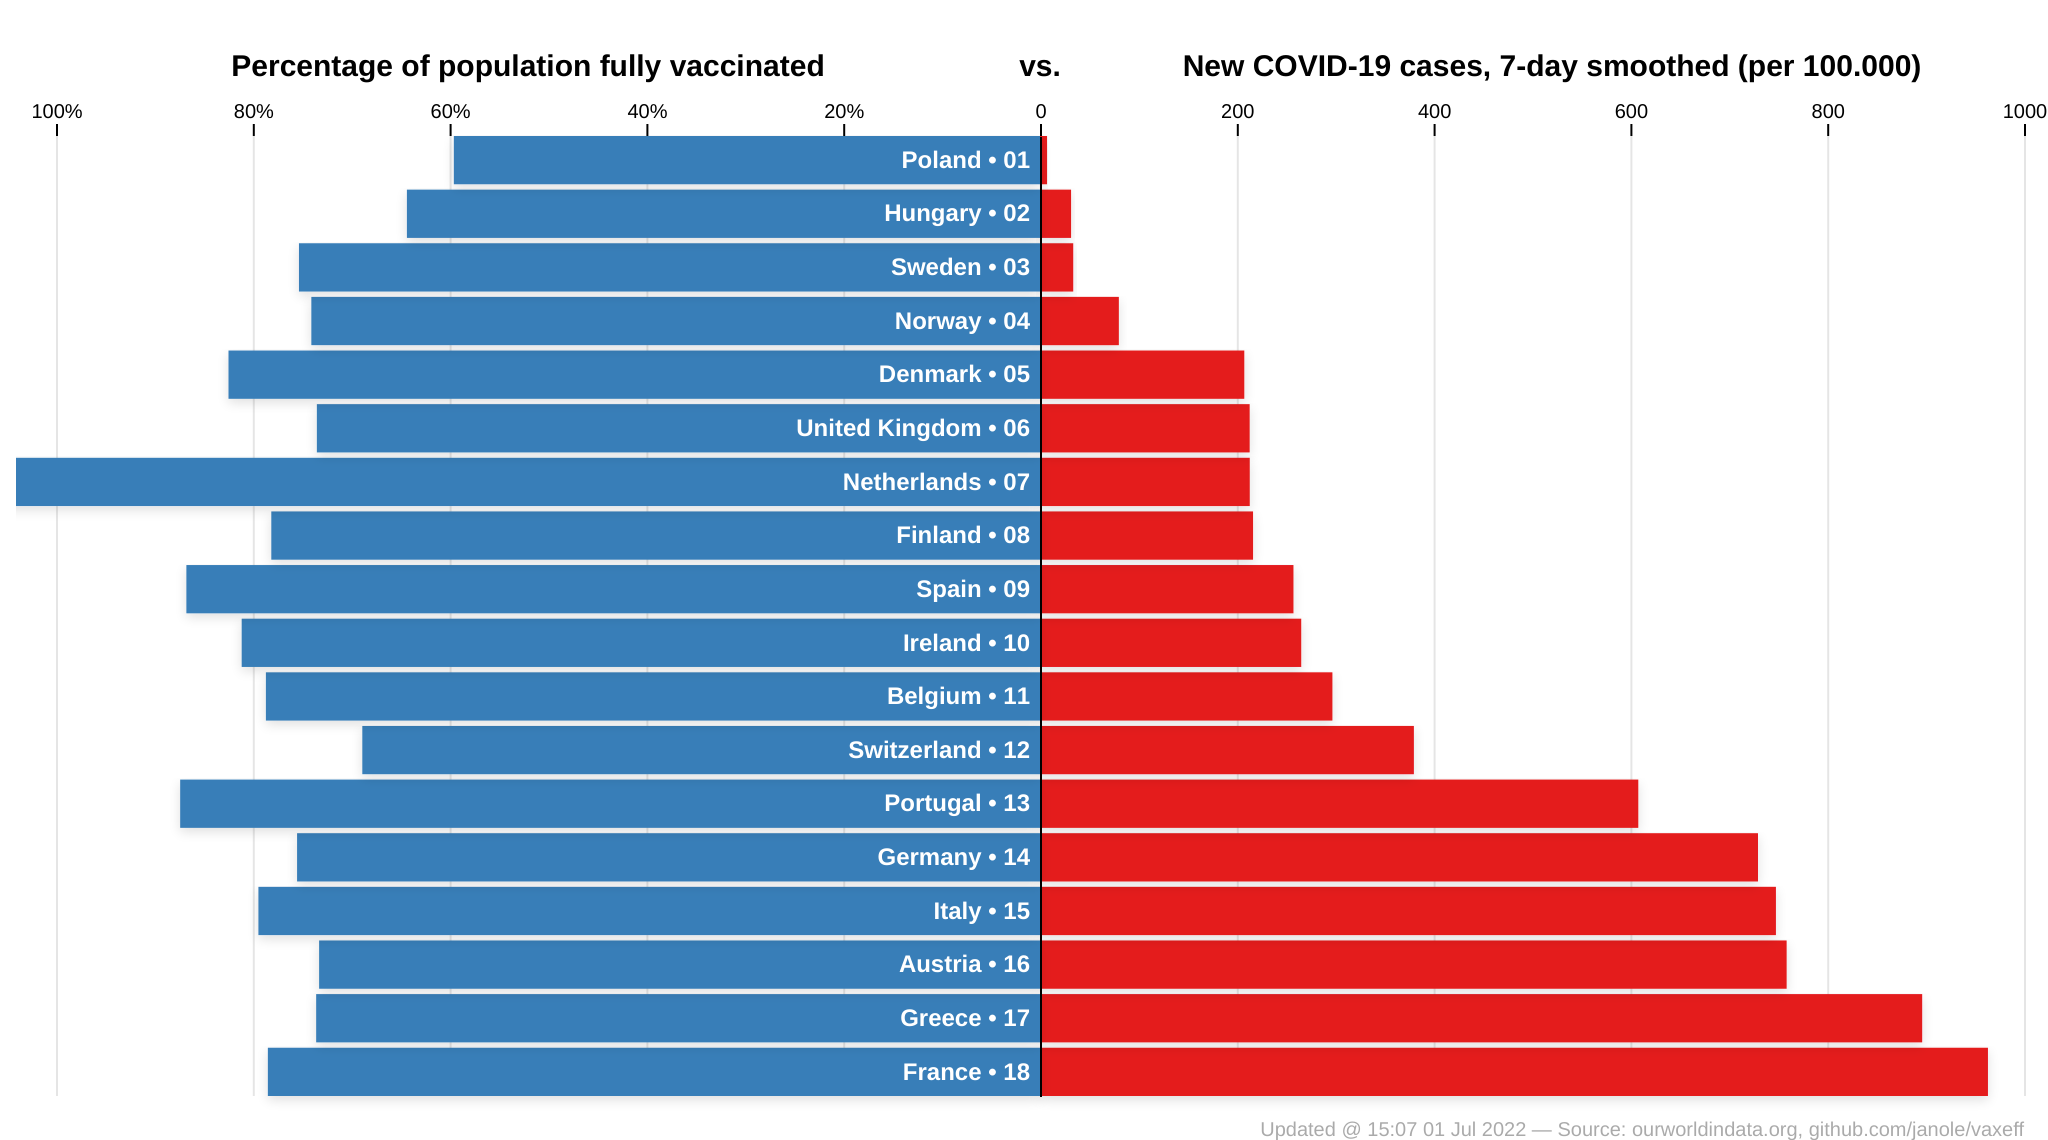 Percentage of population fully vaccinated vs. New COVID-19 cases, 7-day smoothed (per 100.000)
100% 80% 60% 40% 20% 0 200 400 600 800 1000
Poland • 01
Hungary • 02
Sweden • 03
Norway • 04
Denmark • 05
United Kingdom • 06
Netherlands • 07
Finland • 08
Spain • 09
Ireland • 10
Belgium • 11
Switzerland • 12
Portugal • 13
Germany • 14
Italy • 15
Austria • 16
Greece • 17
France • 18
Updated @ 15:07 01 Jul 2022 — Source: ourworldindata.org, github.com/janole/vaxeff